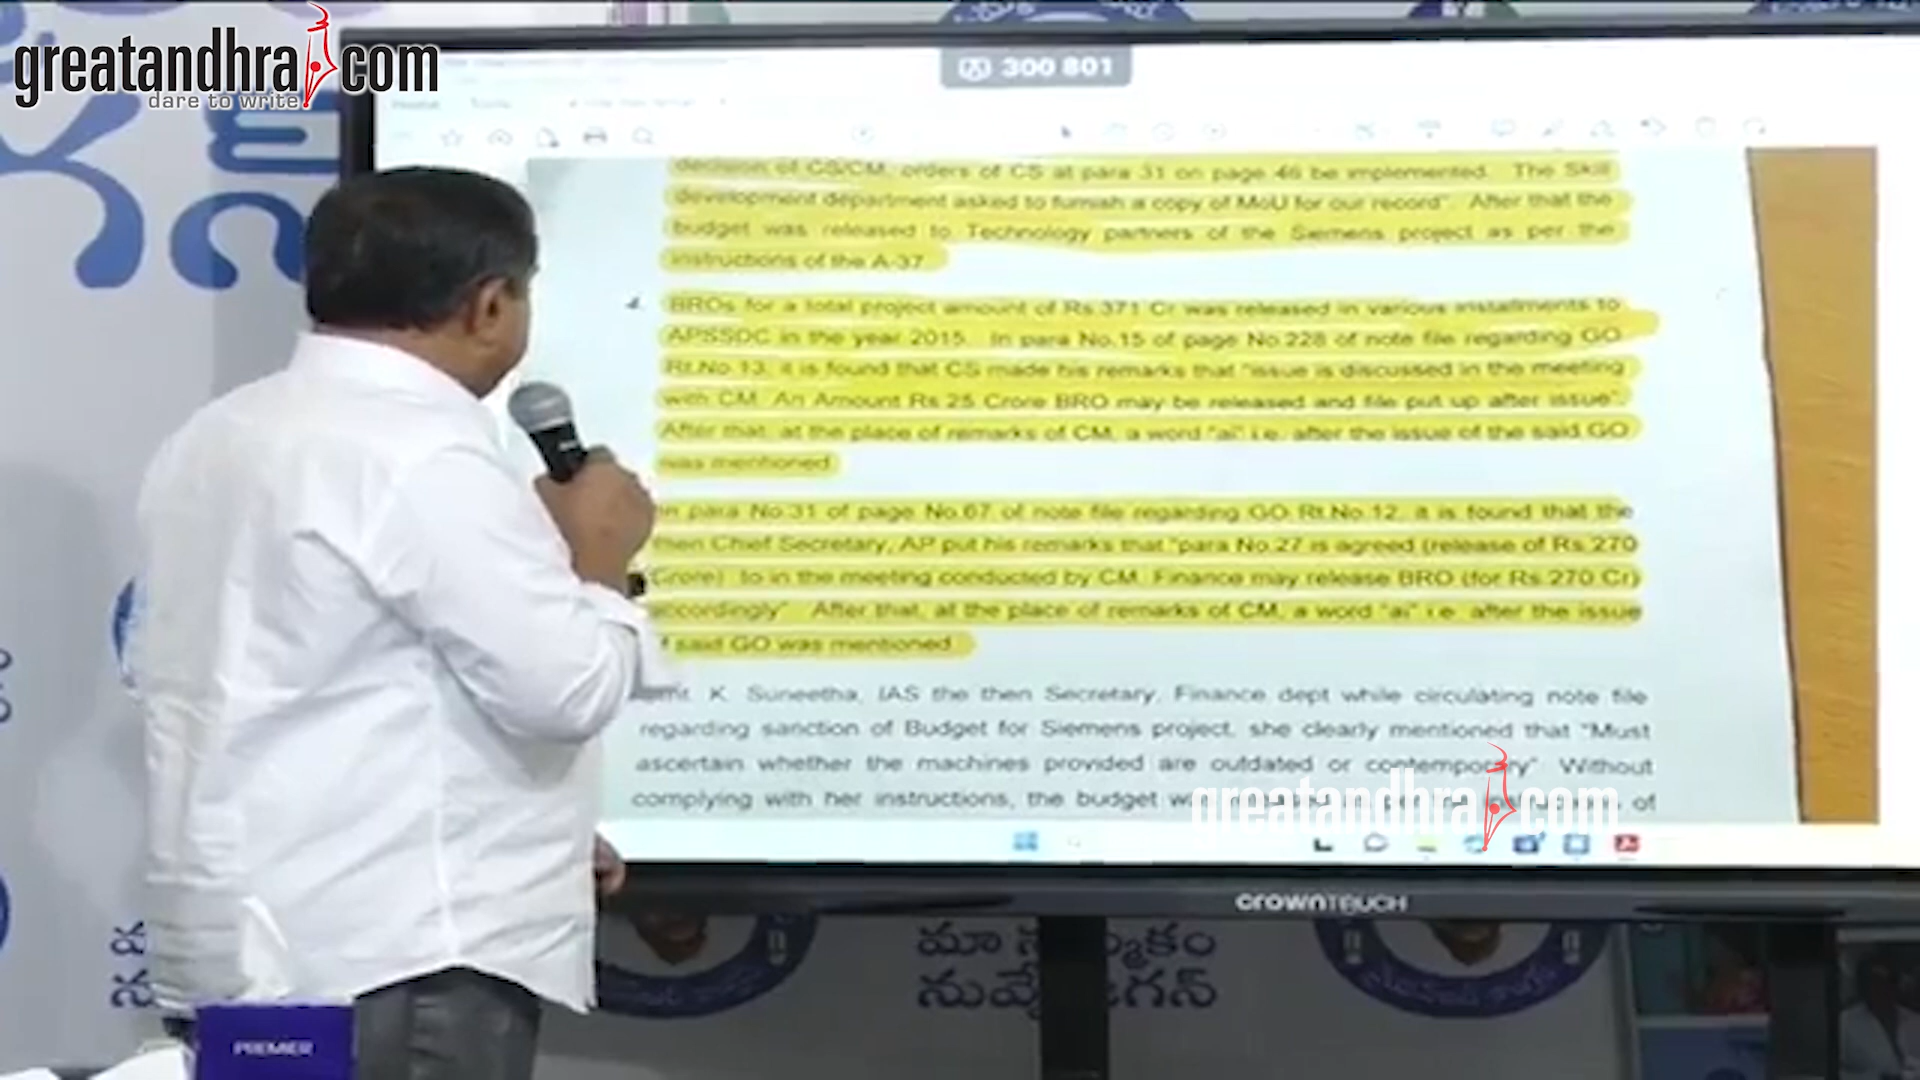 greatandhra.com
dare to write
300 801
decision of CS/CM, orders of CS at para 31 on page 46 be implemented. The Skill
development department asked to furnish a copy of MoU for our record". After that the
budget was released to Technology partners of the Siemens project as per the
instructions of the A-37.
4. BROs for a total project amount of Rs.371 Cr was released in various installments to
APSSDC in the year 2015. In para No.15 of page No.228 of note file regarding GO
Rt.No.13, it is found that CS made his remarks that "issue is discussed in the meeting
with CM. An Amount Rs.25 Crore BRO may be released and file put up after issue".
After that, at the place of remarks of CM, a word "ai" i.e. after the issue of the said GO
was mentioned.
n para No.31 of page No.67 of note file regarding GO.Rt.No.12, it is found that the
then Chief Secretary, AP put his remarks that "para No.27 is agreed (release of Rs.270
Crore) to in the meeting conducted by CM. Finance may release BRO (for Rs.270 Cr)
accordingly". After that, at the place of remarks of CM, a word "ai" i.e. after the issue
f said GO was mentioned.
Smt. K. Suneetha, IAS the then Secretary, Finance dept while circulating note file
regarding sanction of Budget for Siemens project, she clearly mentioned that "Must
ascertain whether the machines provided are outdated or contemporary". Without
complying with her instructions, the budget was released as per the instructions of
greatandhra.com
crownTOUCH
మా న మ్మకం
నువ్వే జగన్
PREMIER